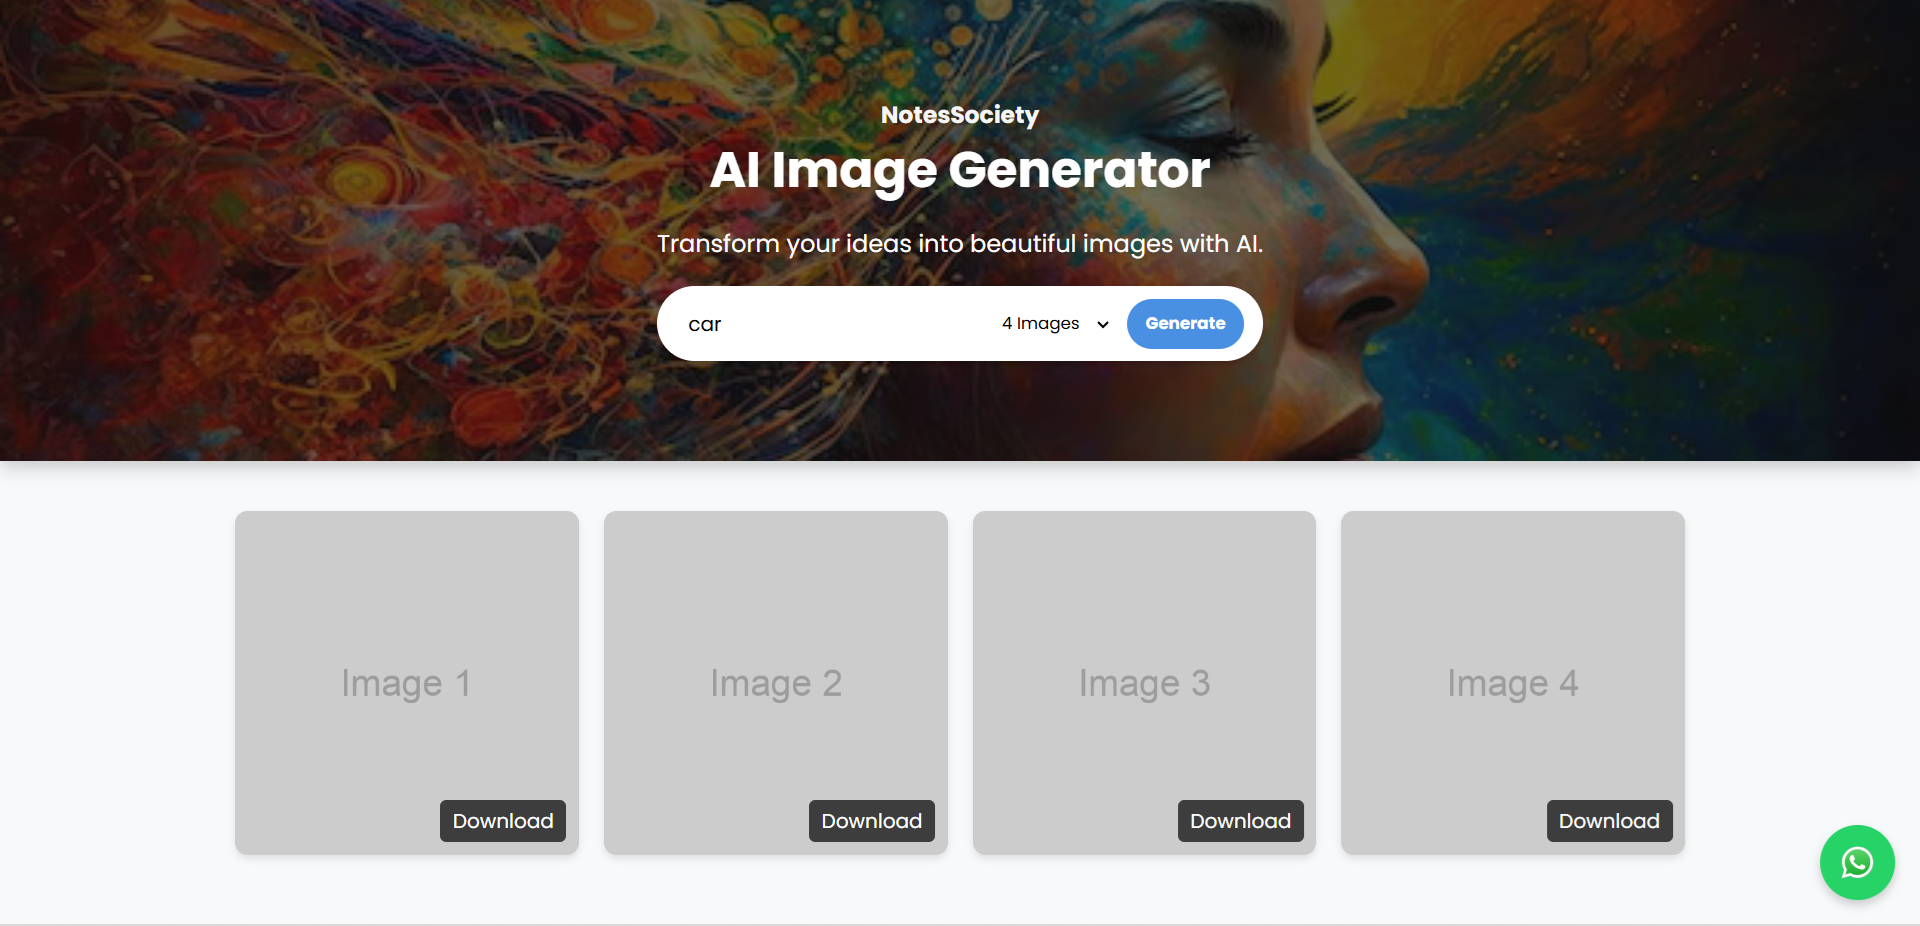 NotesSociety
AI Image Generator
Transform your ideas into beautiful images with AI.
car 4 Images Generate
Image 1 Image 2 Image 3 Image 4
Download Download Download Download